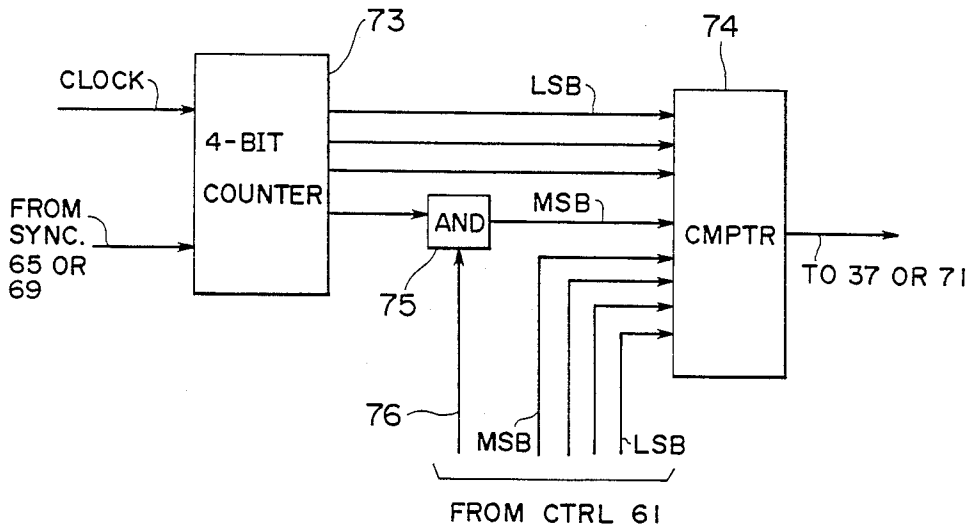 73
74
CLOCK
LSB
4-BIT
COUNTER
FROM
SYNC.
65 OR
69
AND
MSB
CMPTR
75
TO 37 OR 71
76
MSB
LSB
FROM CTRL 61